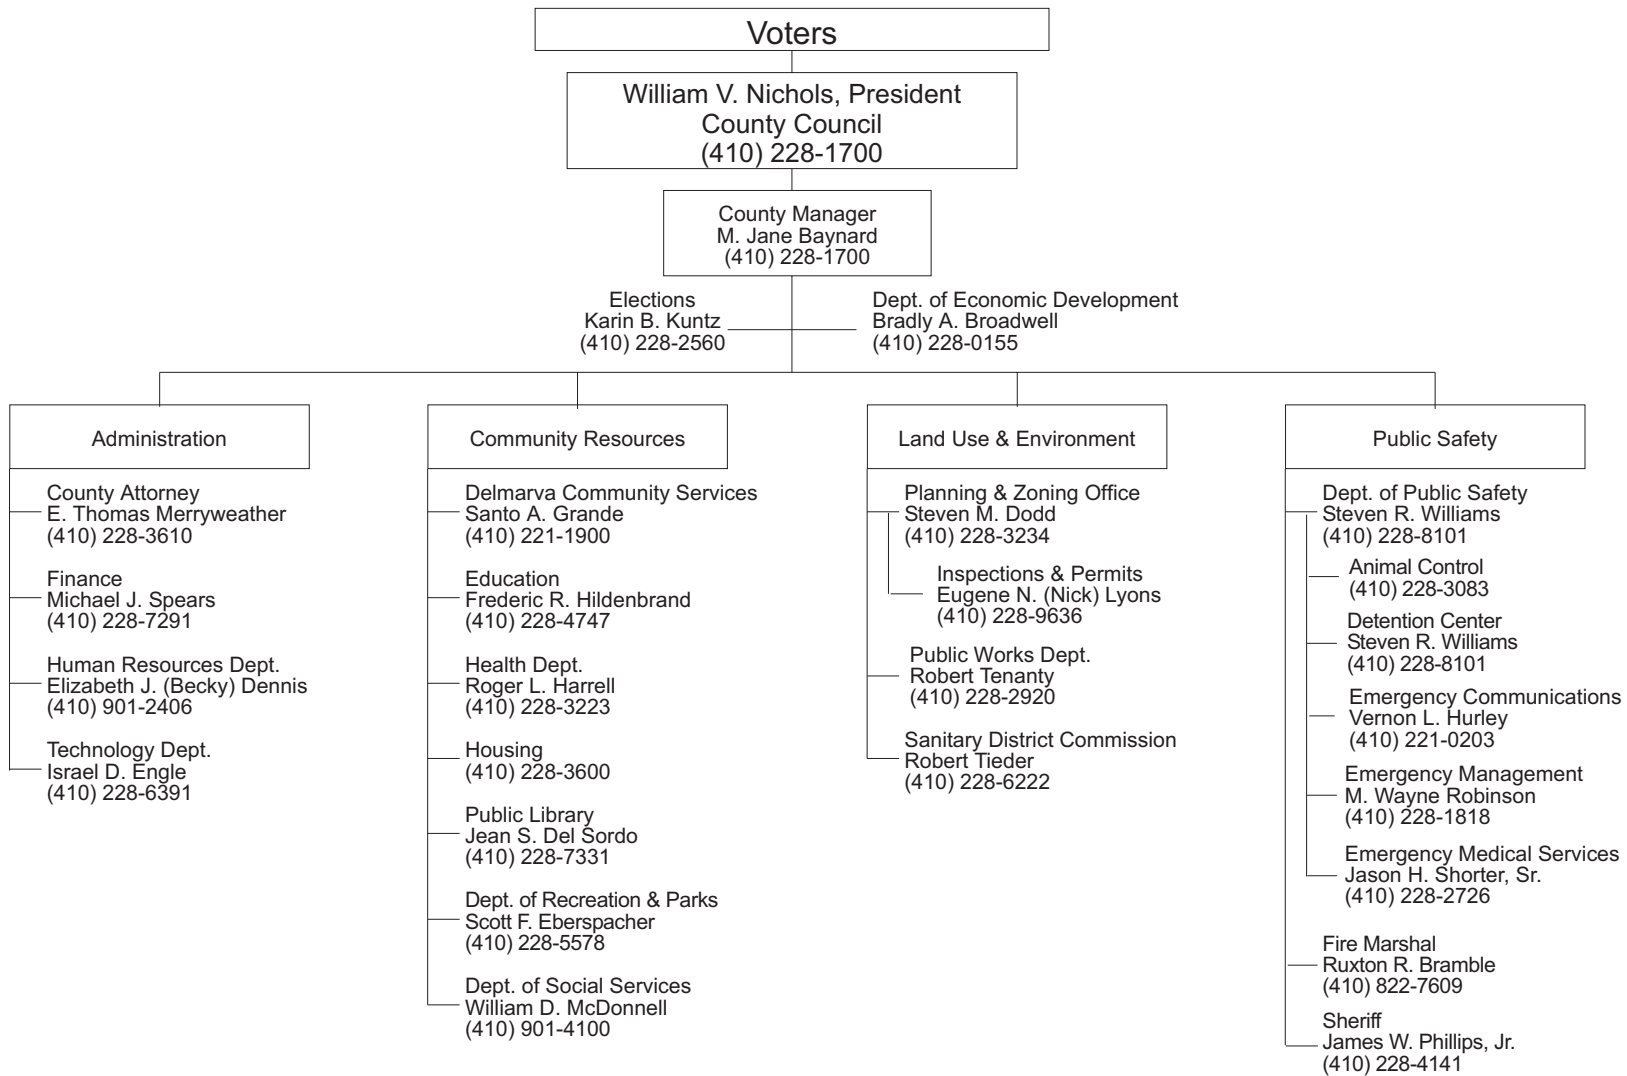 Voters
William V. Nichols, President
County Council
(410) 228-1700
County Manager
M. Jane Baynard
(410) 228-1700
Elections
Karin B. Kuntz
(410) 228-2560
Dept. of Economic Development
Bradly A. Broadwell
(410) 228-0155
Administration
County Attorney
E. Thomas Merryweather
(410) 228-3610
Finance
Michael J. Spears
(410) 228-7291
Human Resources Dept.
Elizabeth J. (Becky) Dennis
(410) 901-2406
Technology Dept.
Israel D. Engle
(410) 228-6391
Community Resources
Delmarva Community Services
Santo A. Grande
(410) 221-1900
Education
Frederic R. Hildenbrand
(410) 228-4747
Health Dept.
Roger L. Harrell
(410) 228-3223
Housing
(410) 228-3600
Public Library
Jean S. Del Sordo
(410) 228-7331
Dept. of Recreation & Parks
Scott F. Eberspacher
(410) 228-5578
Dept. of Social Services
William D. McDonnell
(410) 901-4100
Land Use & Environment
Planning & Zoning Office
Steven M. Dodd
(410) 228-3234
Inspections & Permits
Eugene N. (Nick) Lyons
(410) 228-9636
Public Works Dept.
Robert Tenanty
(410) 228-2920
Sanitary District Commission
Robert Tieder
(410) 228-6222
Public Safety
Dept. of Public Safety
Steven R. Williams
(410) 228-8101
Animal Control
(410) 228-3083
Detention Center
Steven R. Williams
(410) 228-8101
Emergency Communications
Vernon L. Hurley
(410) 221-0203
Emergency Management
M. Wayne Robinson
(410) 228-1818
Emergency Medical Services
Jason H. Shorter, Sr.
(410) 228-2726
Fire Marshal
Ruxton R. Bramble
(410) 822-7609
Sheriff
James W. Phillips, Jr.
(410) 228-4141